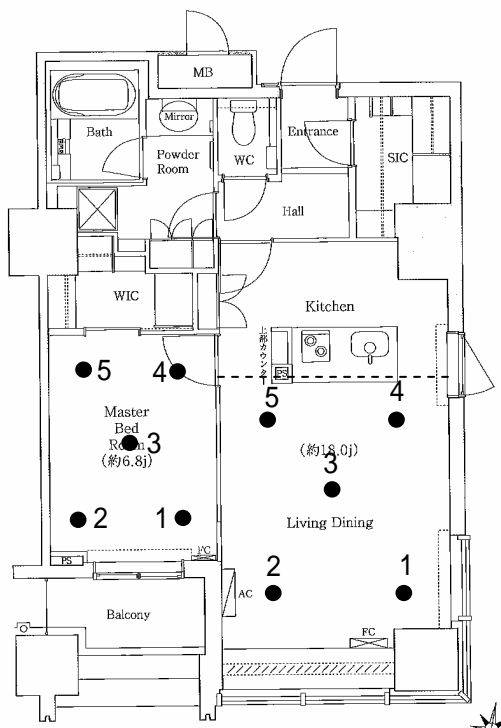 MB
Bath
Mirror
Powder
Room
WC
Entrance
SIC
Hall
WIC
Kitchen
上部カウンター
PS
5
4
Master
Bed
3
(約6.8j)
2
1
PS
FC
5
4
(約18.0j)
3
Living Dining
2
1
AC
FC
Balcony